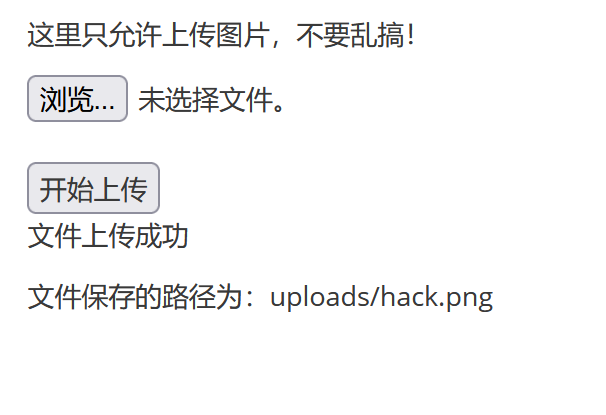 这里只允许上传图片，不要乱搞！
浏览... 未选择文件。
开始上传
文件上传成功
文件保存的路径为：uploads/hack.png